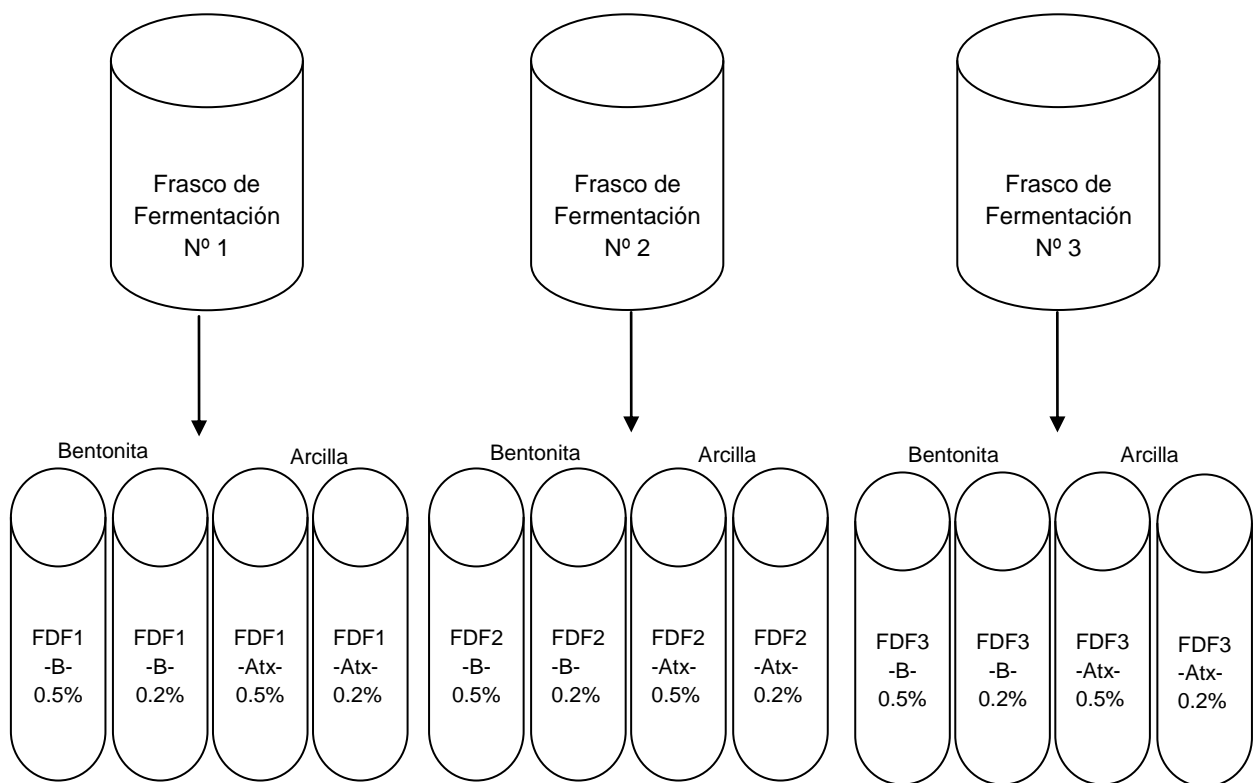 Frasco de
Fermentación
Nº 1
Frasco de
Fermentación
Nº 2
Frasco de
Fermentación
Nº 3
Bentonita
Arcilla
Bentonita
Arcilla
Bentonita
Arcilla
FDF1
-B-
0.5%
FDF1
-B-
0.2%
FDF1
-Atx-
0.5%
FDF1
-Atx-
0.2%
FDF2
-B-
0.5%
FDF2
-B-
0.2%
FDF2
-Atx-
0.5%
FDF2
-Atx-
0.2%
FDF3
-B-
0.5%
FDF3
-B-
0.2%
FDF3
-Atx-
0.5%
FDF3
-Atx-
0.2%